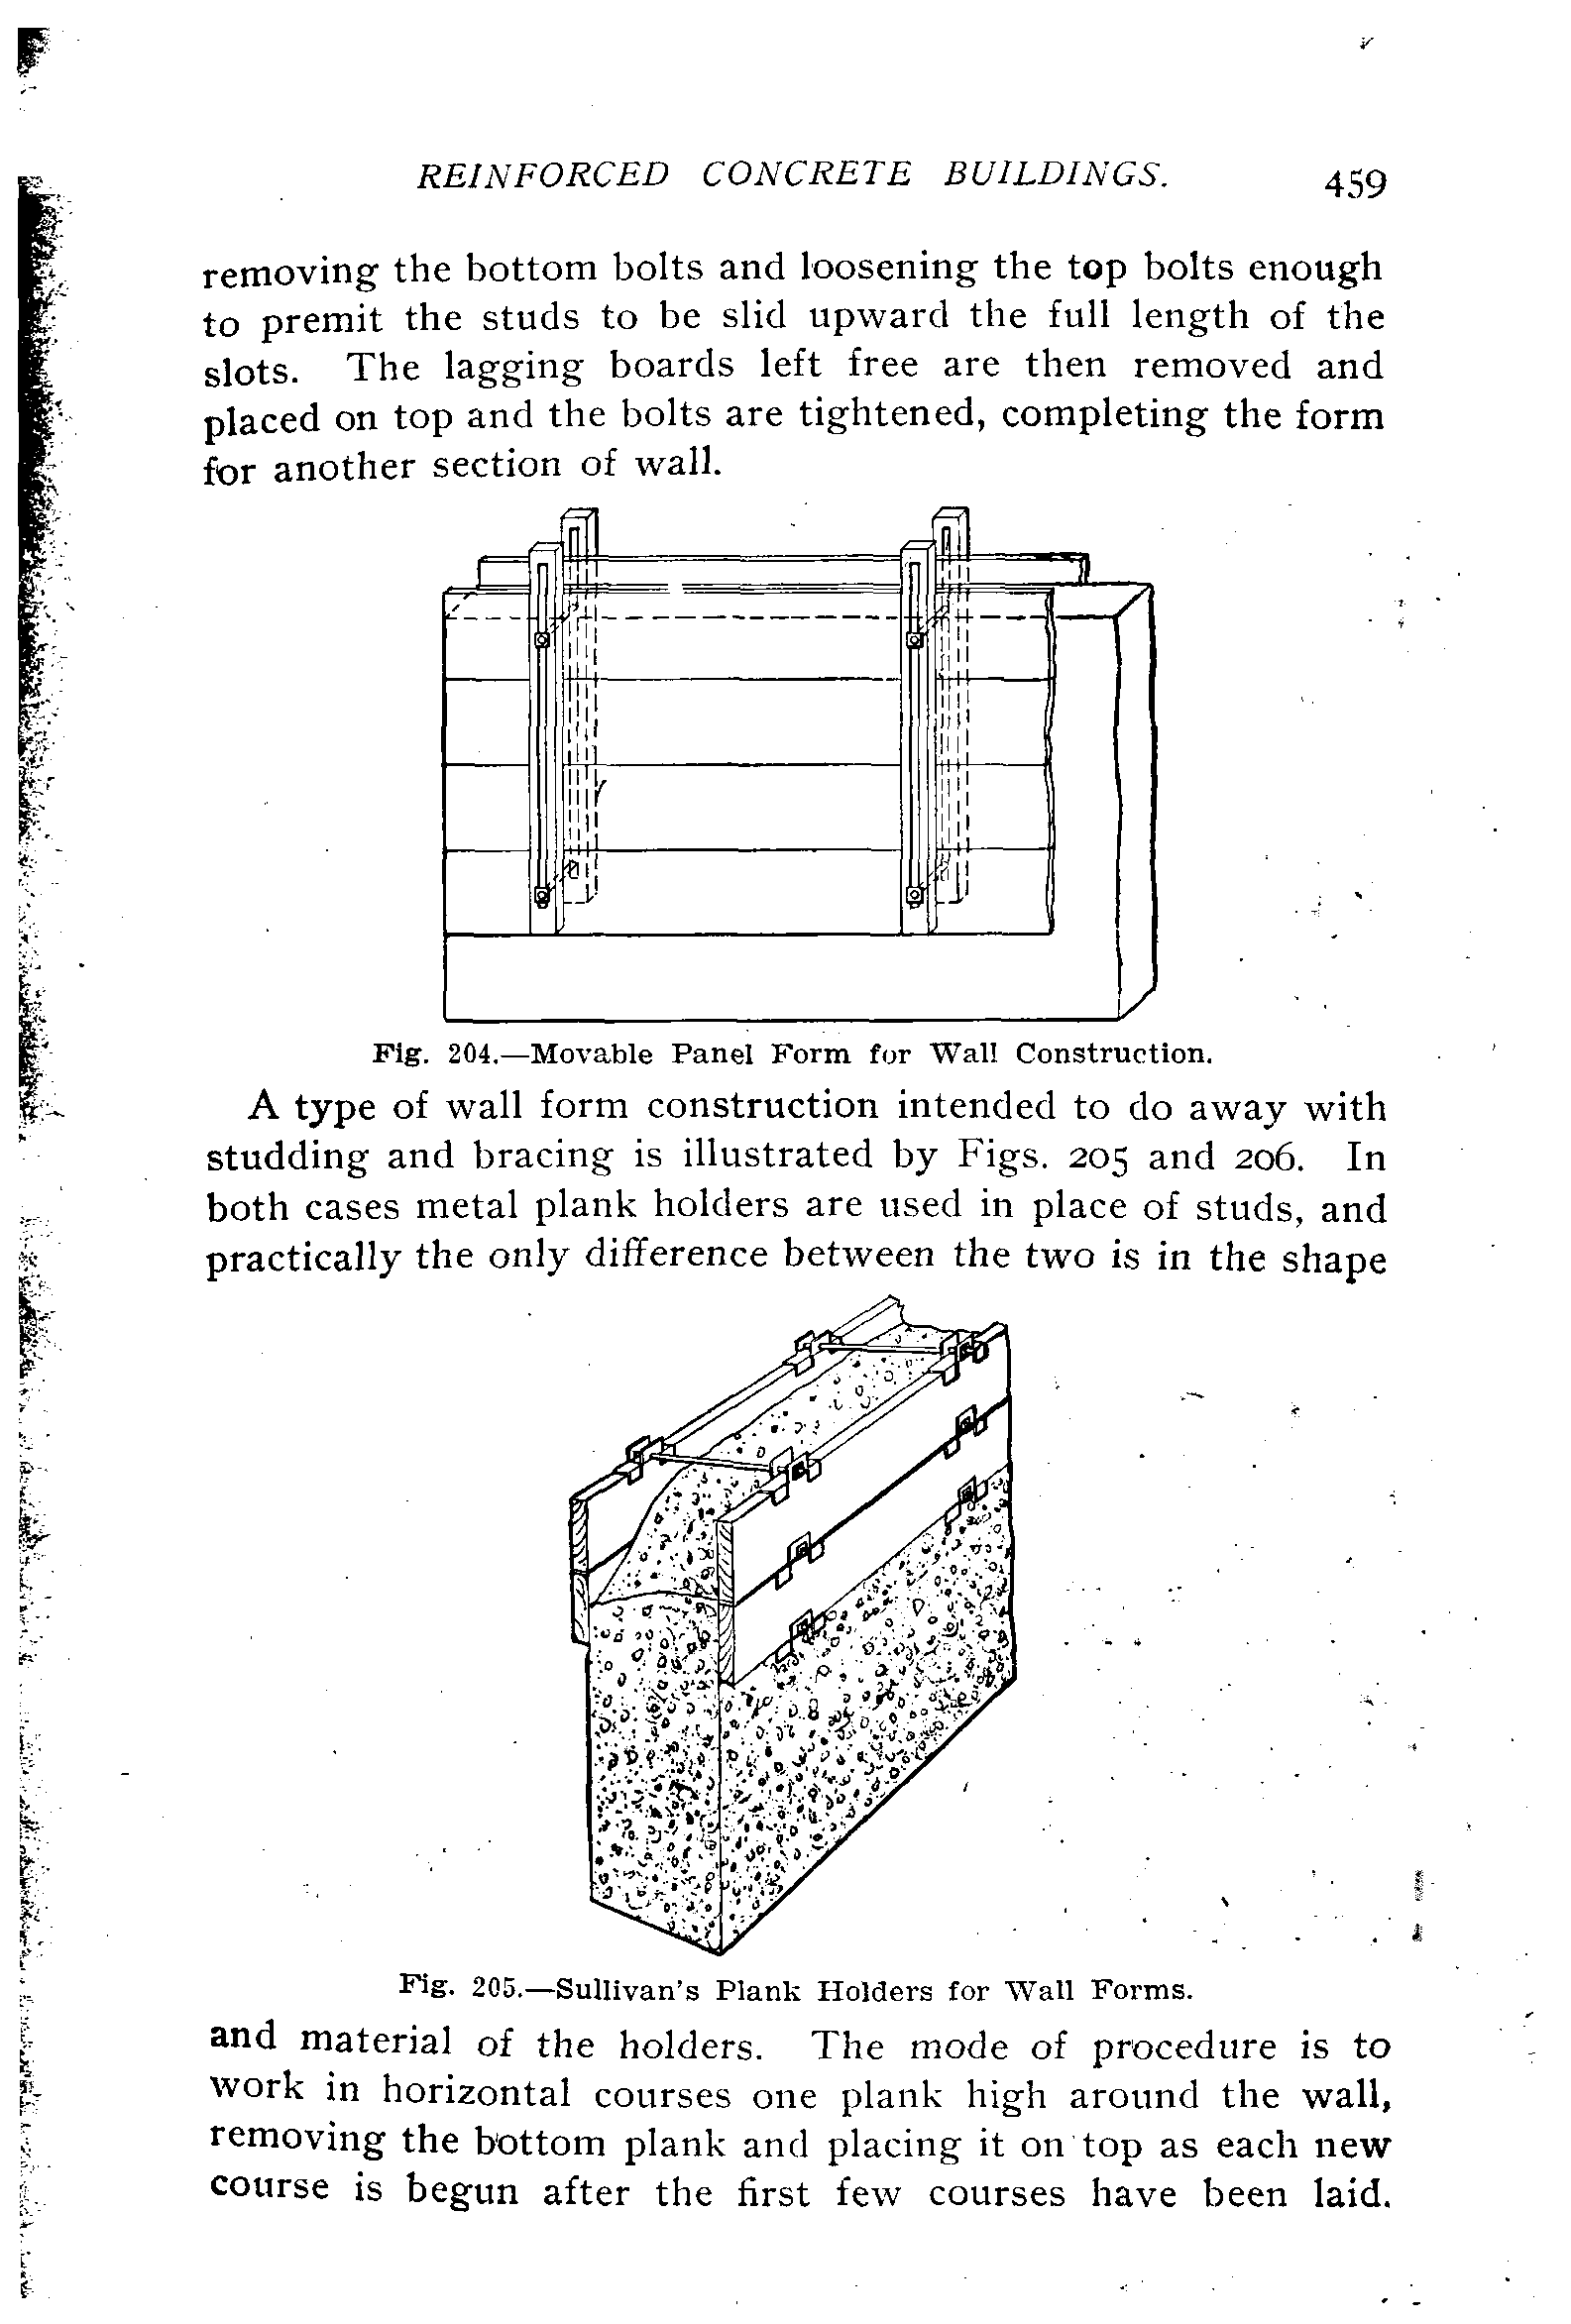 REINFORCED CONCRETE BUILDINGS. 459
removing the bottom bolts and loosening the top bolts enough
to premit the studs to be slid upward the full length of the
slots. The lagging boards left free are then removed and
placed on top and the bolts are tightened, completing the form
for another section of wall.
Fig. 204.—Movable Panel Form for Wall Construction.
A type of wall form construction intended to do away with
studding and bracing is illustrated by Figs. 205 and 206. In
both cases metal plank holders are used in place of studs, and
practically the only difference between the two is in the shape
Fig. 205.—Sullivan's Plank Holders for Wall Forms.
and material of the holders. The mode of procedure is to
work in horizontal courses one plank high around the wall,
removing the bottom plank and placing it on top as each new
course is begun after the first few courses have been laid.